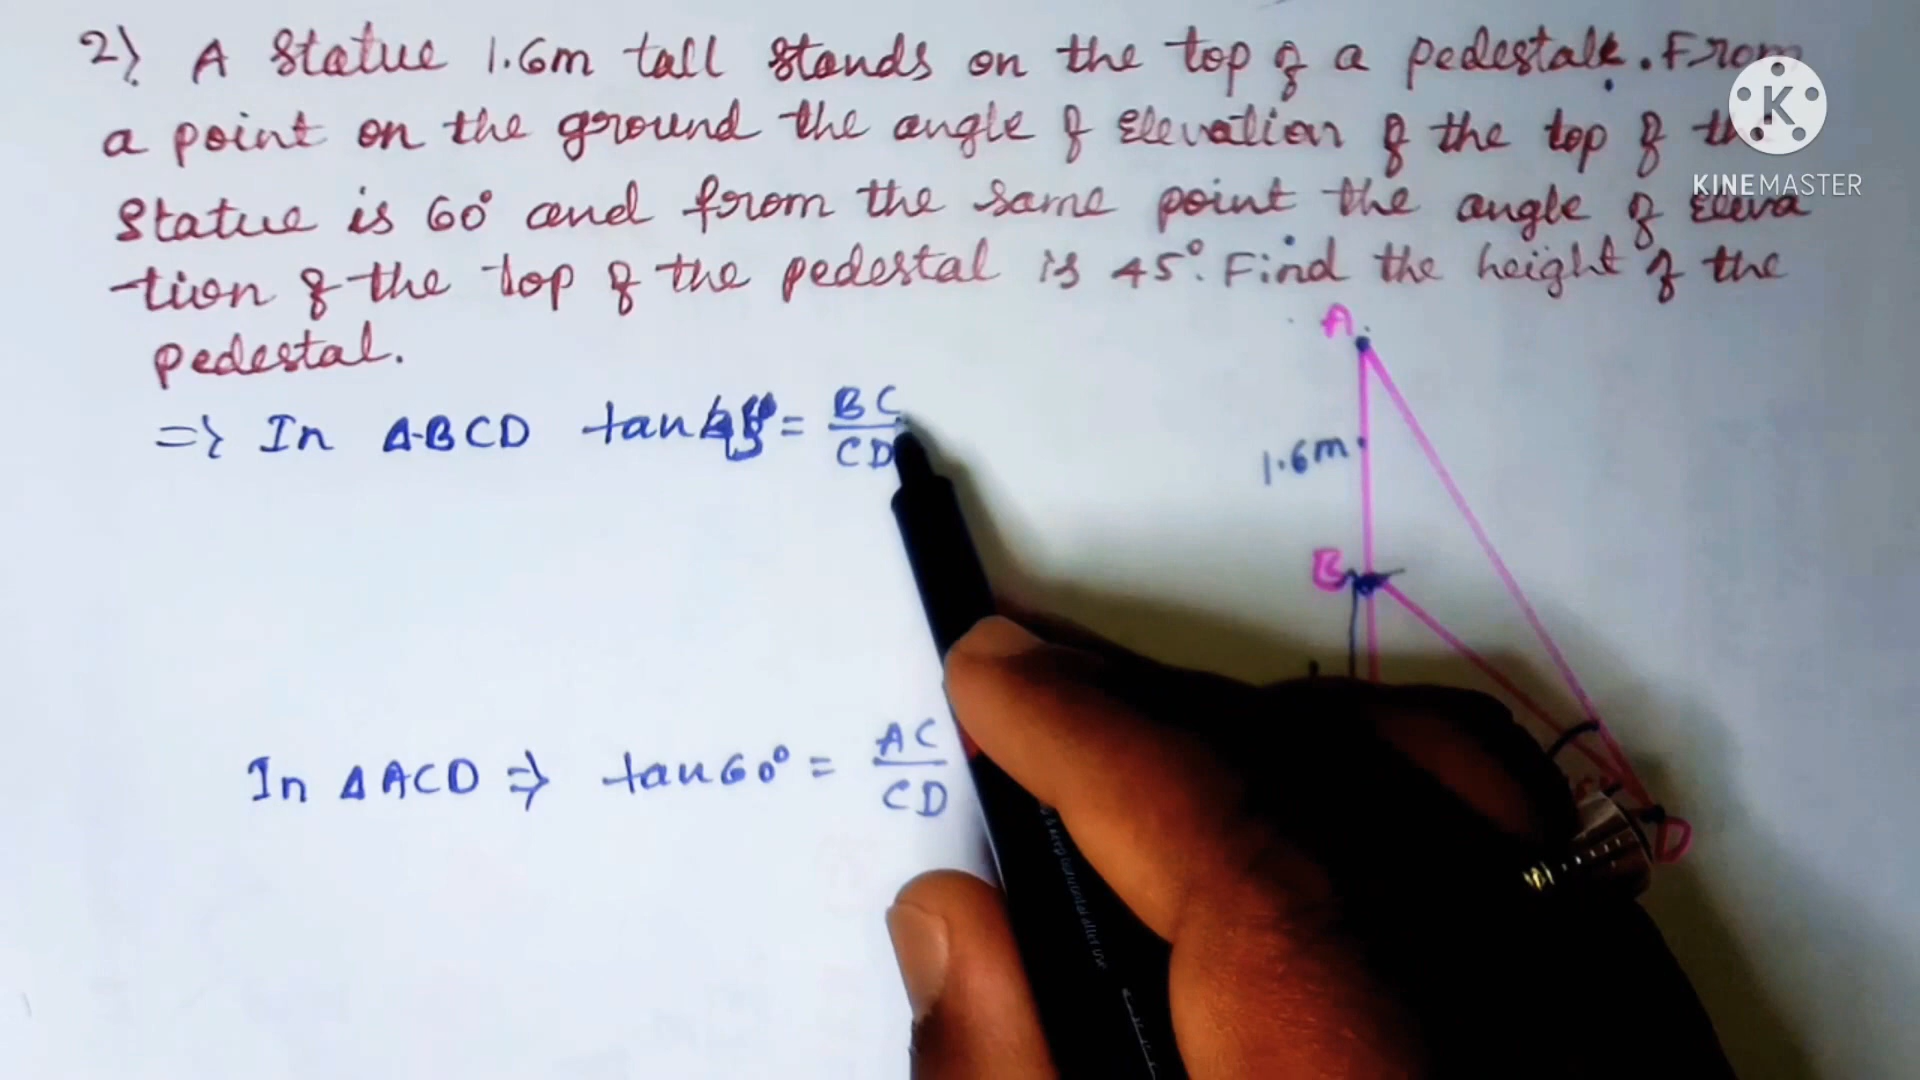 2) A Statue 1.6m tall stands on the top of a pedestal. From
a point on the ground the angle of Elevation of the top of the
Statue is 60° and from the same point the angle of Eleva
-tion of the top of the pedestal is 45°. Find the height of the
pedestal.
=> In ΔBCD tan45° = BC/CD
In ΔACD => tan60° = AC/CD
A
1.6m
B
D
KINEMASTER